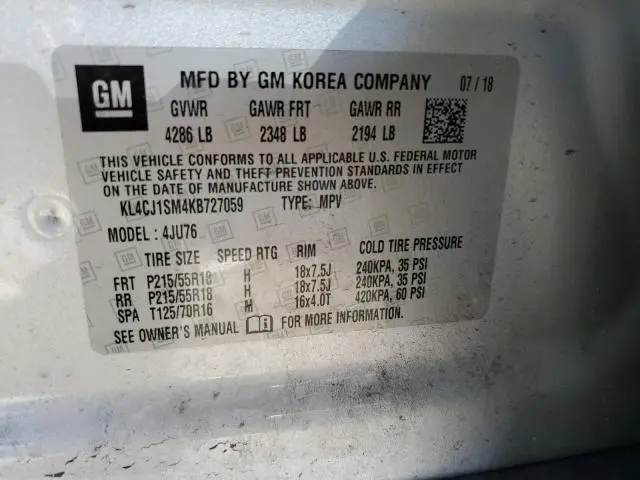 GM MFD BY GM KOREA COMPANY 07 / 18
GVWR GAWR FRT GAWR RR
4286 LB 2348 LB 2194 LB
THIS VEHICLE CONFORMS TO ALL APPLICABLE U.S. FEDERAL MOTOR
VEHICLE SAFETY AND THEFT PREVENTION STANDARDS IN EFFECT
ON THE DATE OF MANUFACTURE SHOWN ABOVE.
KL4CJ1SM4KB727059 TYPE: MPV
MODEL : 4JU76
TIRE SIZE SPEED RTG RIM COLD TIRE PRESSURE
FRT P215/55R18 H 18x7.5J 240KPA, 35 PSI
RR P215/55R18 H 18x7.5J 240KPA, 35 PSI
SPA T125/70R16 M 16x4.0T 420KPA, 60 PSI
SEE OWNER'S MANUAL FOR MORE INFORMATION.